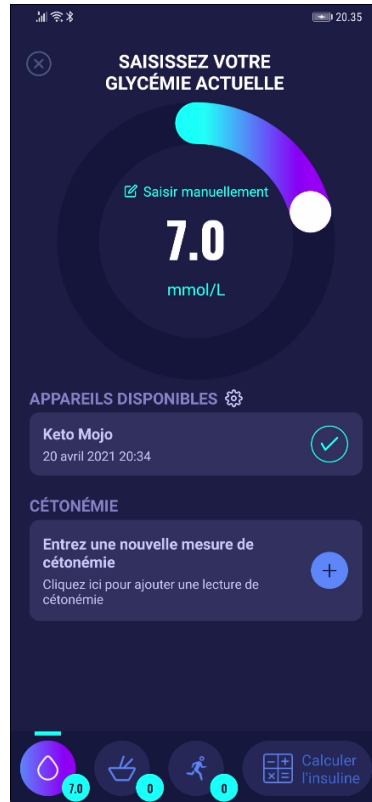 20.35
SAISISSEZ VOTRE
GLYCÉMIE ACTUELLE
Saisir manuellement
7.0
mmol/L
APPAREILS DISPONIBLES
Keto Mojo
20 avril 2021 20:34
CÉTONÉMIE
Entrez une nouvelle mesure de
cétonémie
Cliquez ici pour ajouter une lecture de
cétonémie
7.0
0
0
Calculer
l'insuline